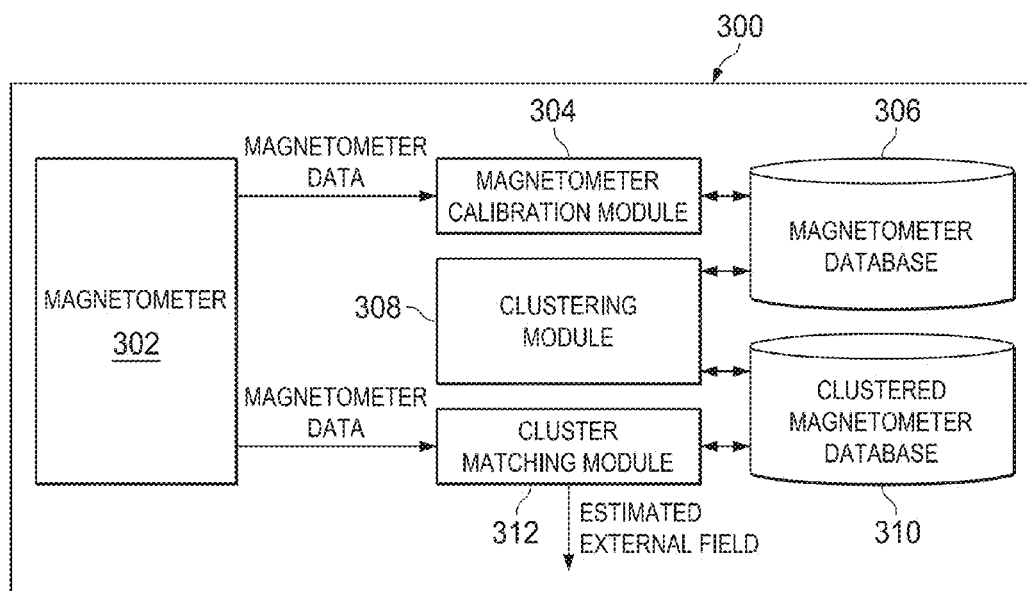 300
304
306
MAGNETOMETER
DATA
MAGNETOMETER
CALIBRATION MODULE
MAGNETOMETER
DATABASE
MAGNETOMETER
302
308
CLUSTERING
MODULE
MAGNETOMETER
DATA
CLUSTER
MATCHING MODULE
CLUSTERED
MAGNETOMETER
DATABASE
312
ESTIMATED
EXTERNAL FIELD
310